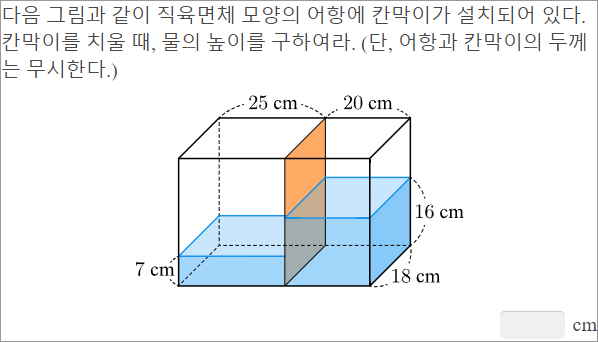 다음 그림과 같이 직육면체 모양의 어항에 칸막이가 설치되어 있다.
칸막이를 치울 때, 물의 높이를 구하여라. (단, 어항과 칸막이의 두께
는 무시한다.)
25 cm
20 cm
16 cm
7 cm
18 cm
cm